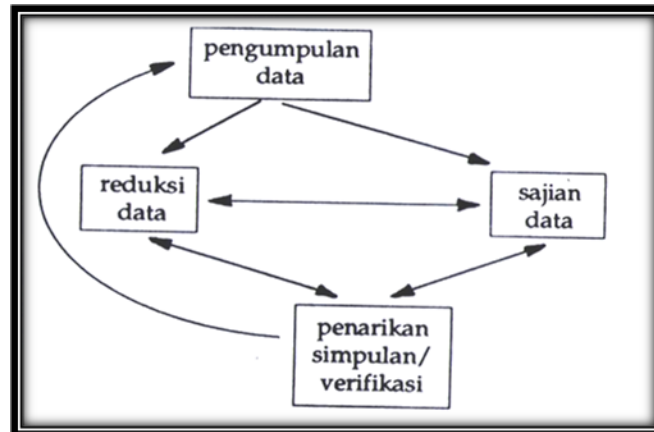 pengumpulan
data
reduksi
data
sajian
data
penarikan
simpulan/
verifikasi